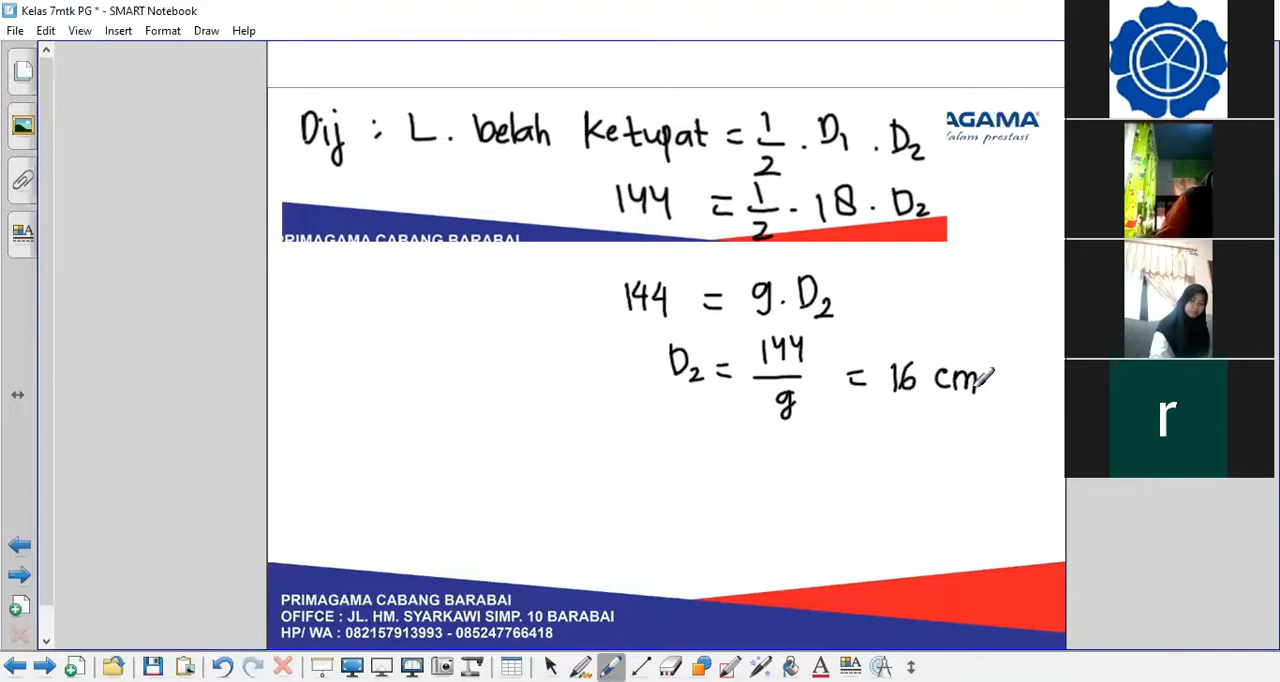 Kelas 7mtk PG * - SMART Notebook
File Edit View Insert Format Draw Help
Dij : L. belah Ketupat = 1/2 . D1 . D2
AGAMA
dalam prestasi
144 = 1/2 . 18 . D2
PRIMAGAMA CABANG BARABAI
144 = 9 . D2
D2 = 144/9 = 16 cm
r
PRIMAGAMA CABANG BARABAI
OFIFCE : JL. HM. SYARKAWI SIMP. 10 BARABAI
HP/ WA : 082157913993 - 085247766418